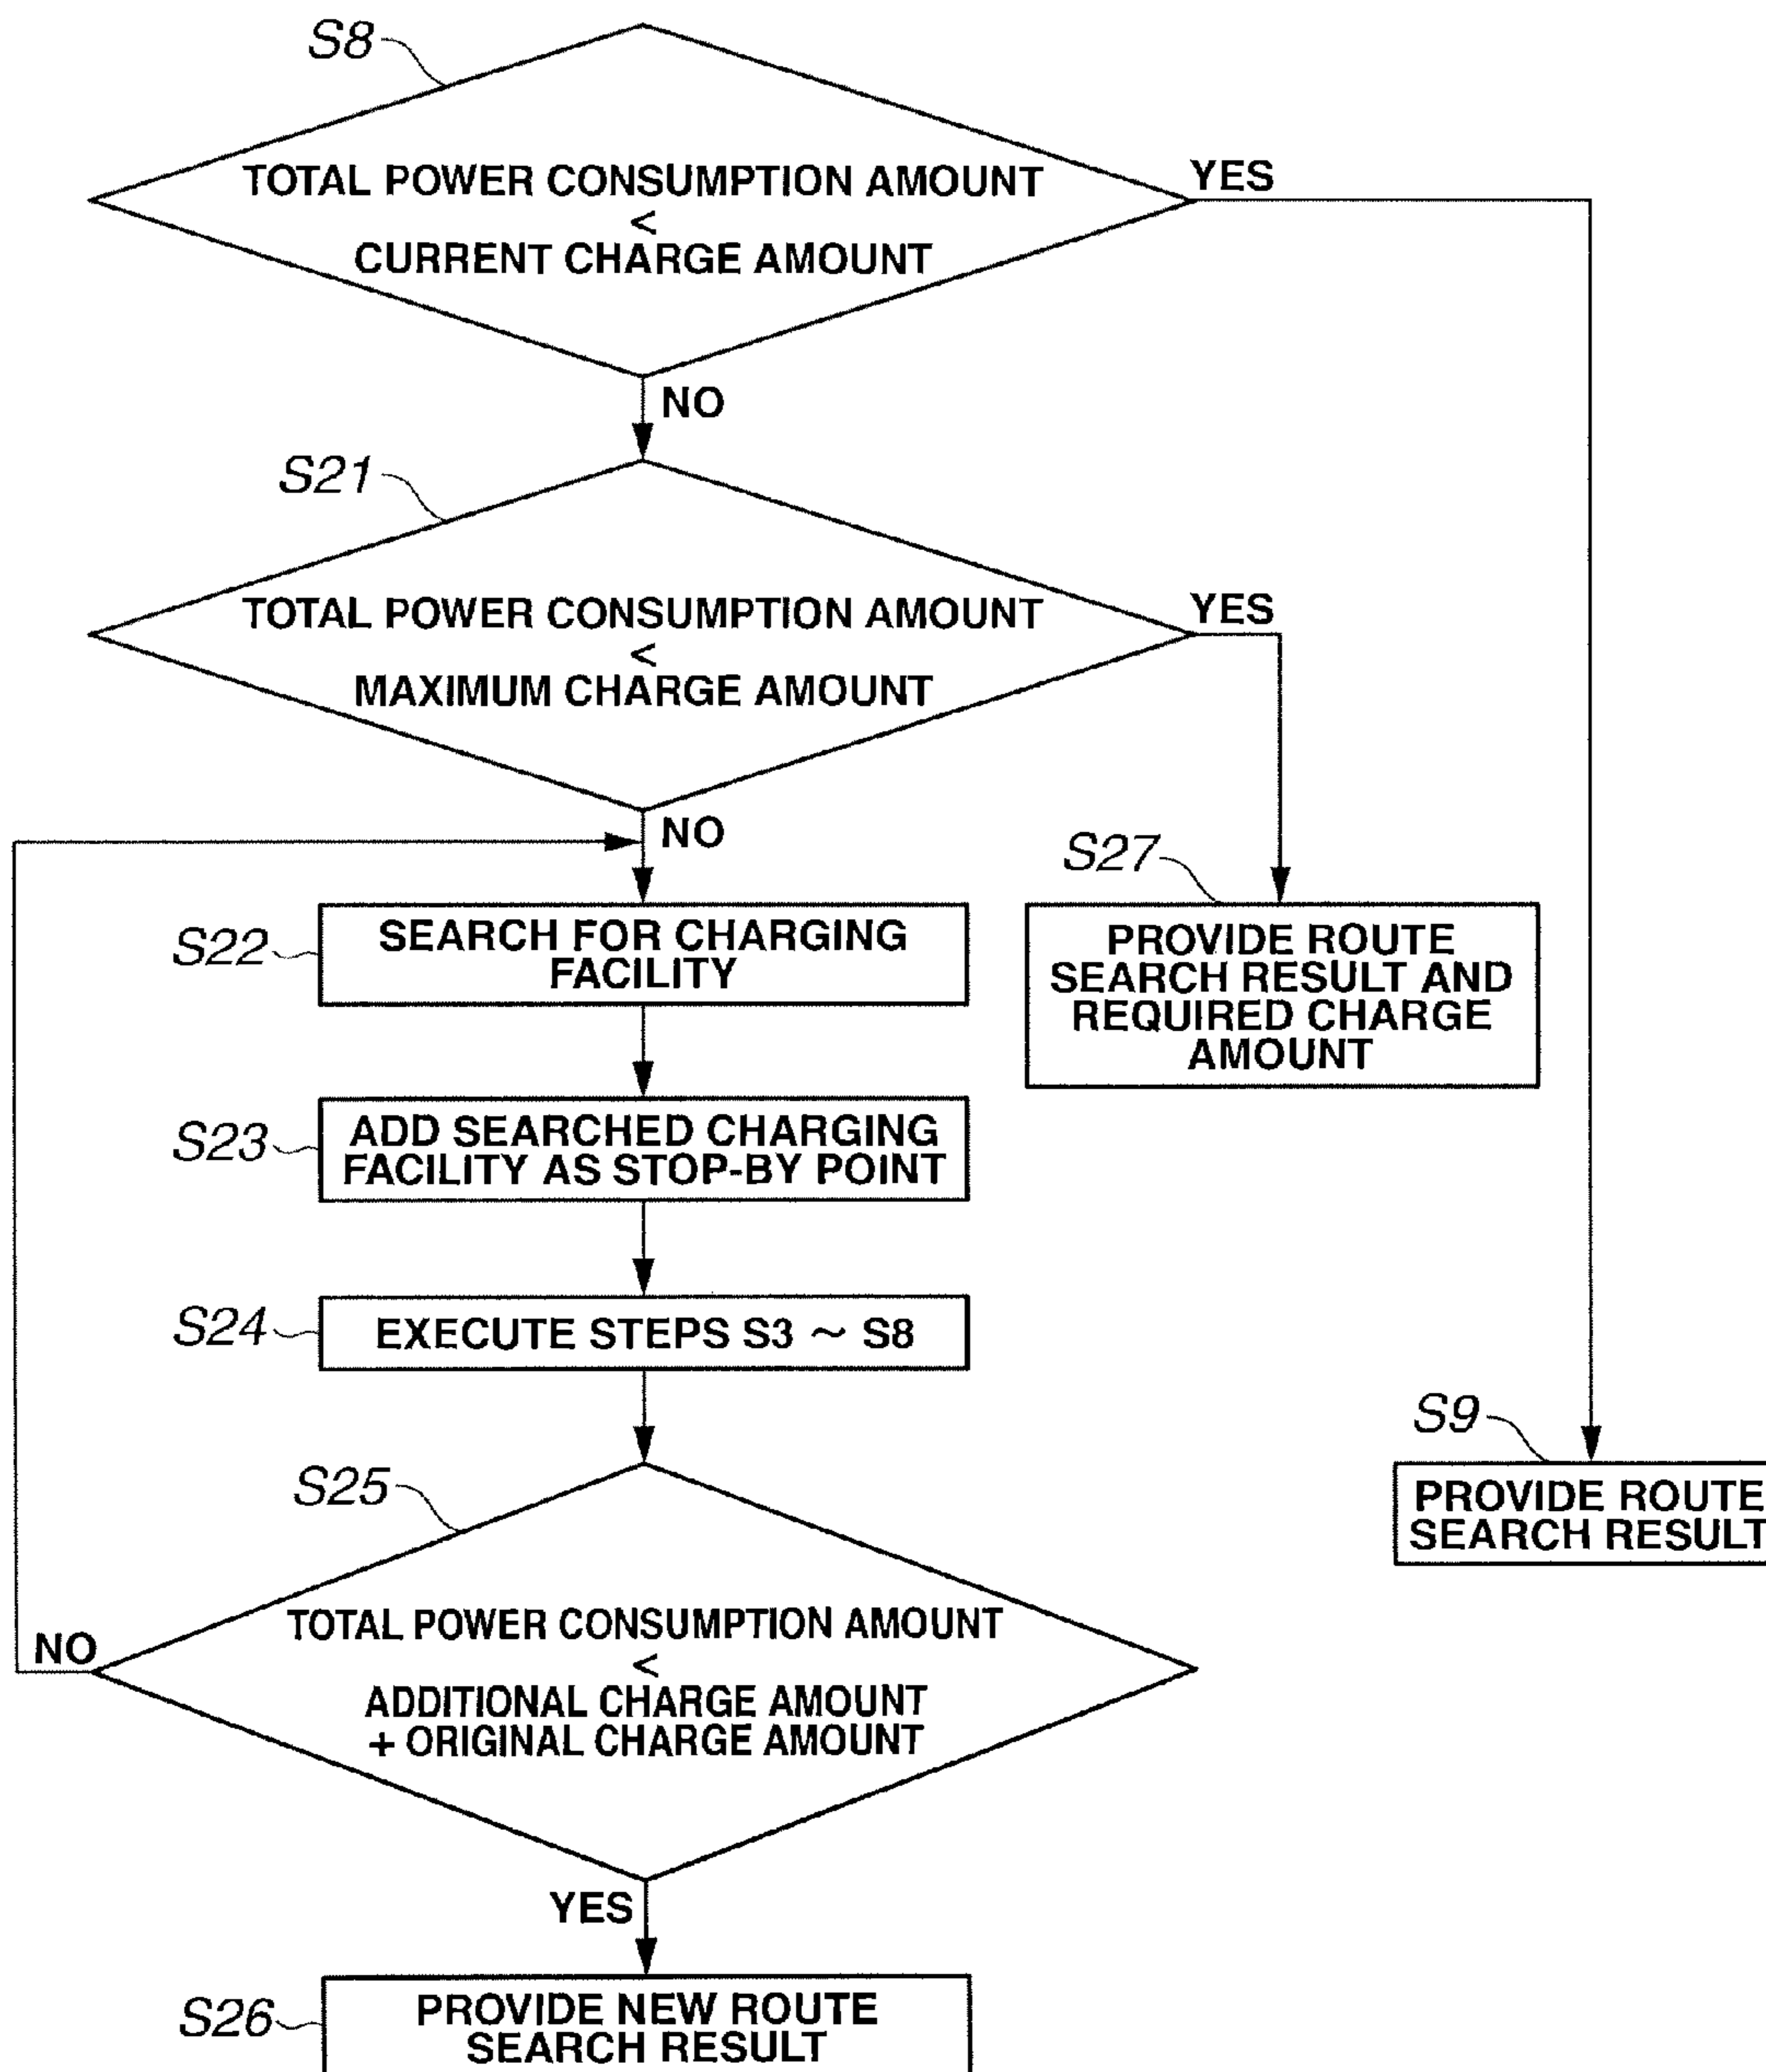 S8
TOTAL POWER CONSUMPTION AMOUNT
<
CURRENT CHARGE AMOUNT
YES
NO
S21
TOTAL POWER CONSUMPTION AMOUNT
<
MAXIMUM CHARGE AMOUNT
YES
NO
S22
SEARCH FOR CHARGING
FACILITY
S27
PROVIDE ROUTE
SEARCH RESULT AND
REQUIRED CHARGE
AMOUNT
S23
ADD SEARCHED CHARGING
FACILITY AS STOP-BY POINT
S24
EXECUTE STEPS S3 ~ S8
S9
PROVIDE ROUTE
SEARCH RESULT
S25
TOTAL POWER CONSUMPTION AMOUNT
<
ADDITIONAL CHARGE AMOUNT
+ ORIGINAL CHARGE AMOUNT
NO
YES
S26
PROVIDE NEW ROUTE
SEARCH RESULT